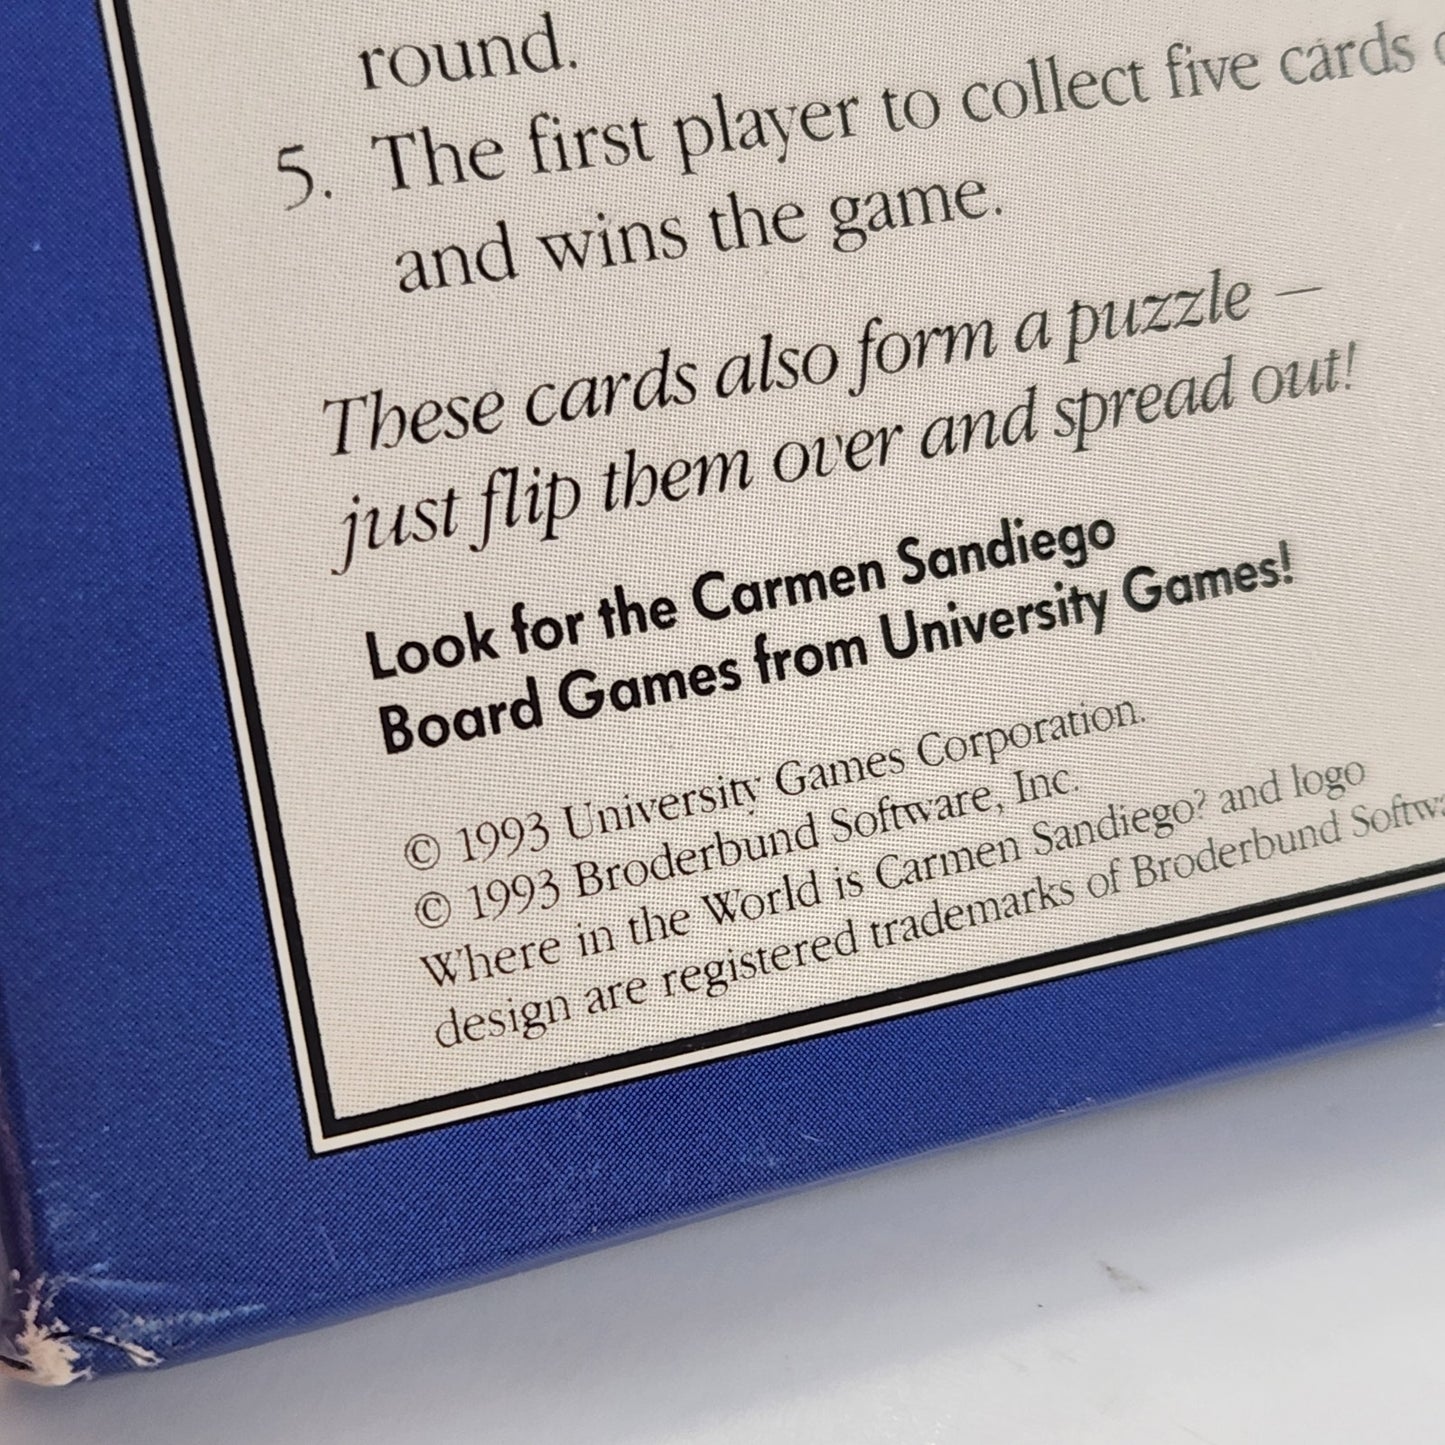 round.
5. The first player to collect five cards
and wins the game.
These cards also form a puzzle –
just flip them over and spread out!
Look for the Carmen Sandiego
Board Games from University Games!
© 1993 University Games Corporation.
© 1993 Broderbund Software, Inc.
Where in the World is Carmen Sandiego? and logo
design are registered trademarks of Broderbund